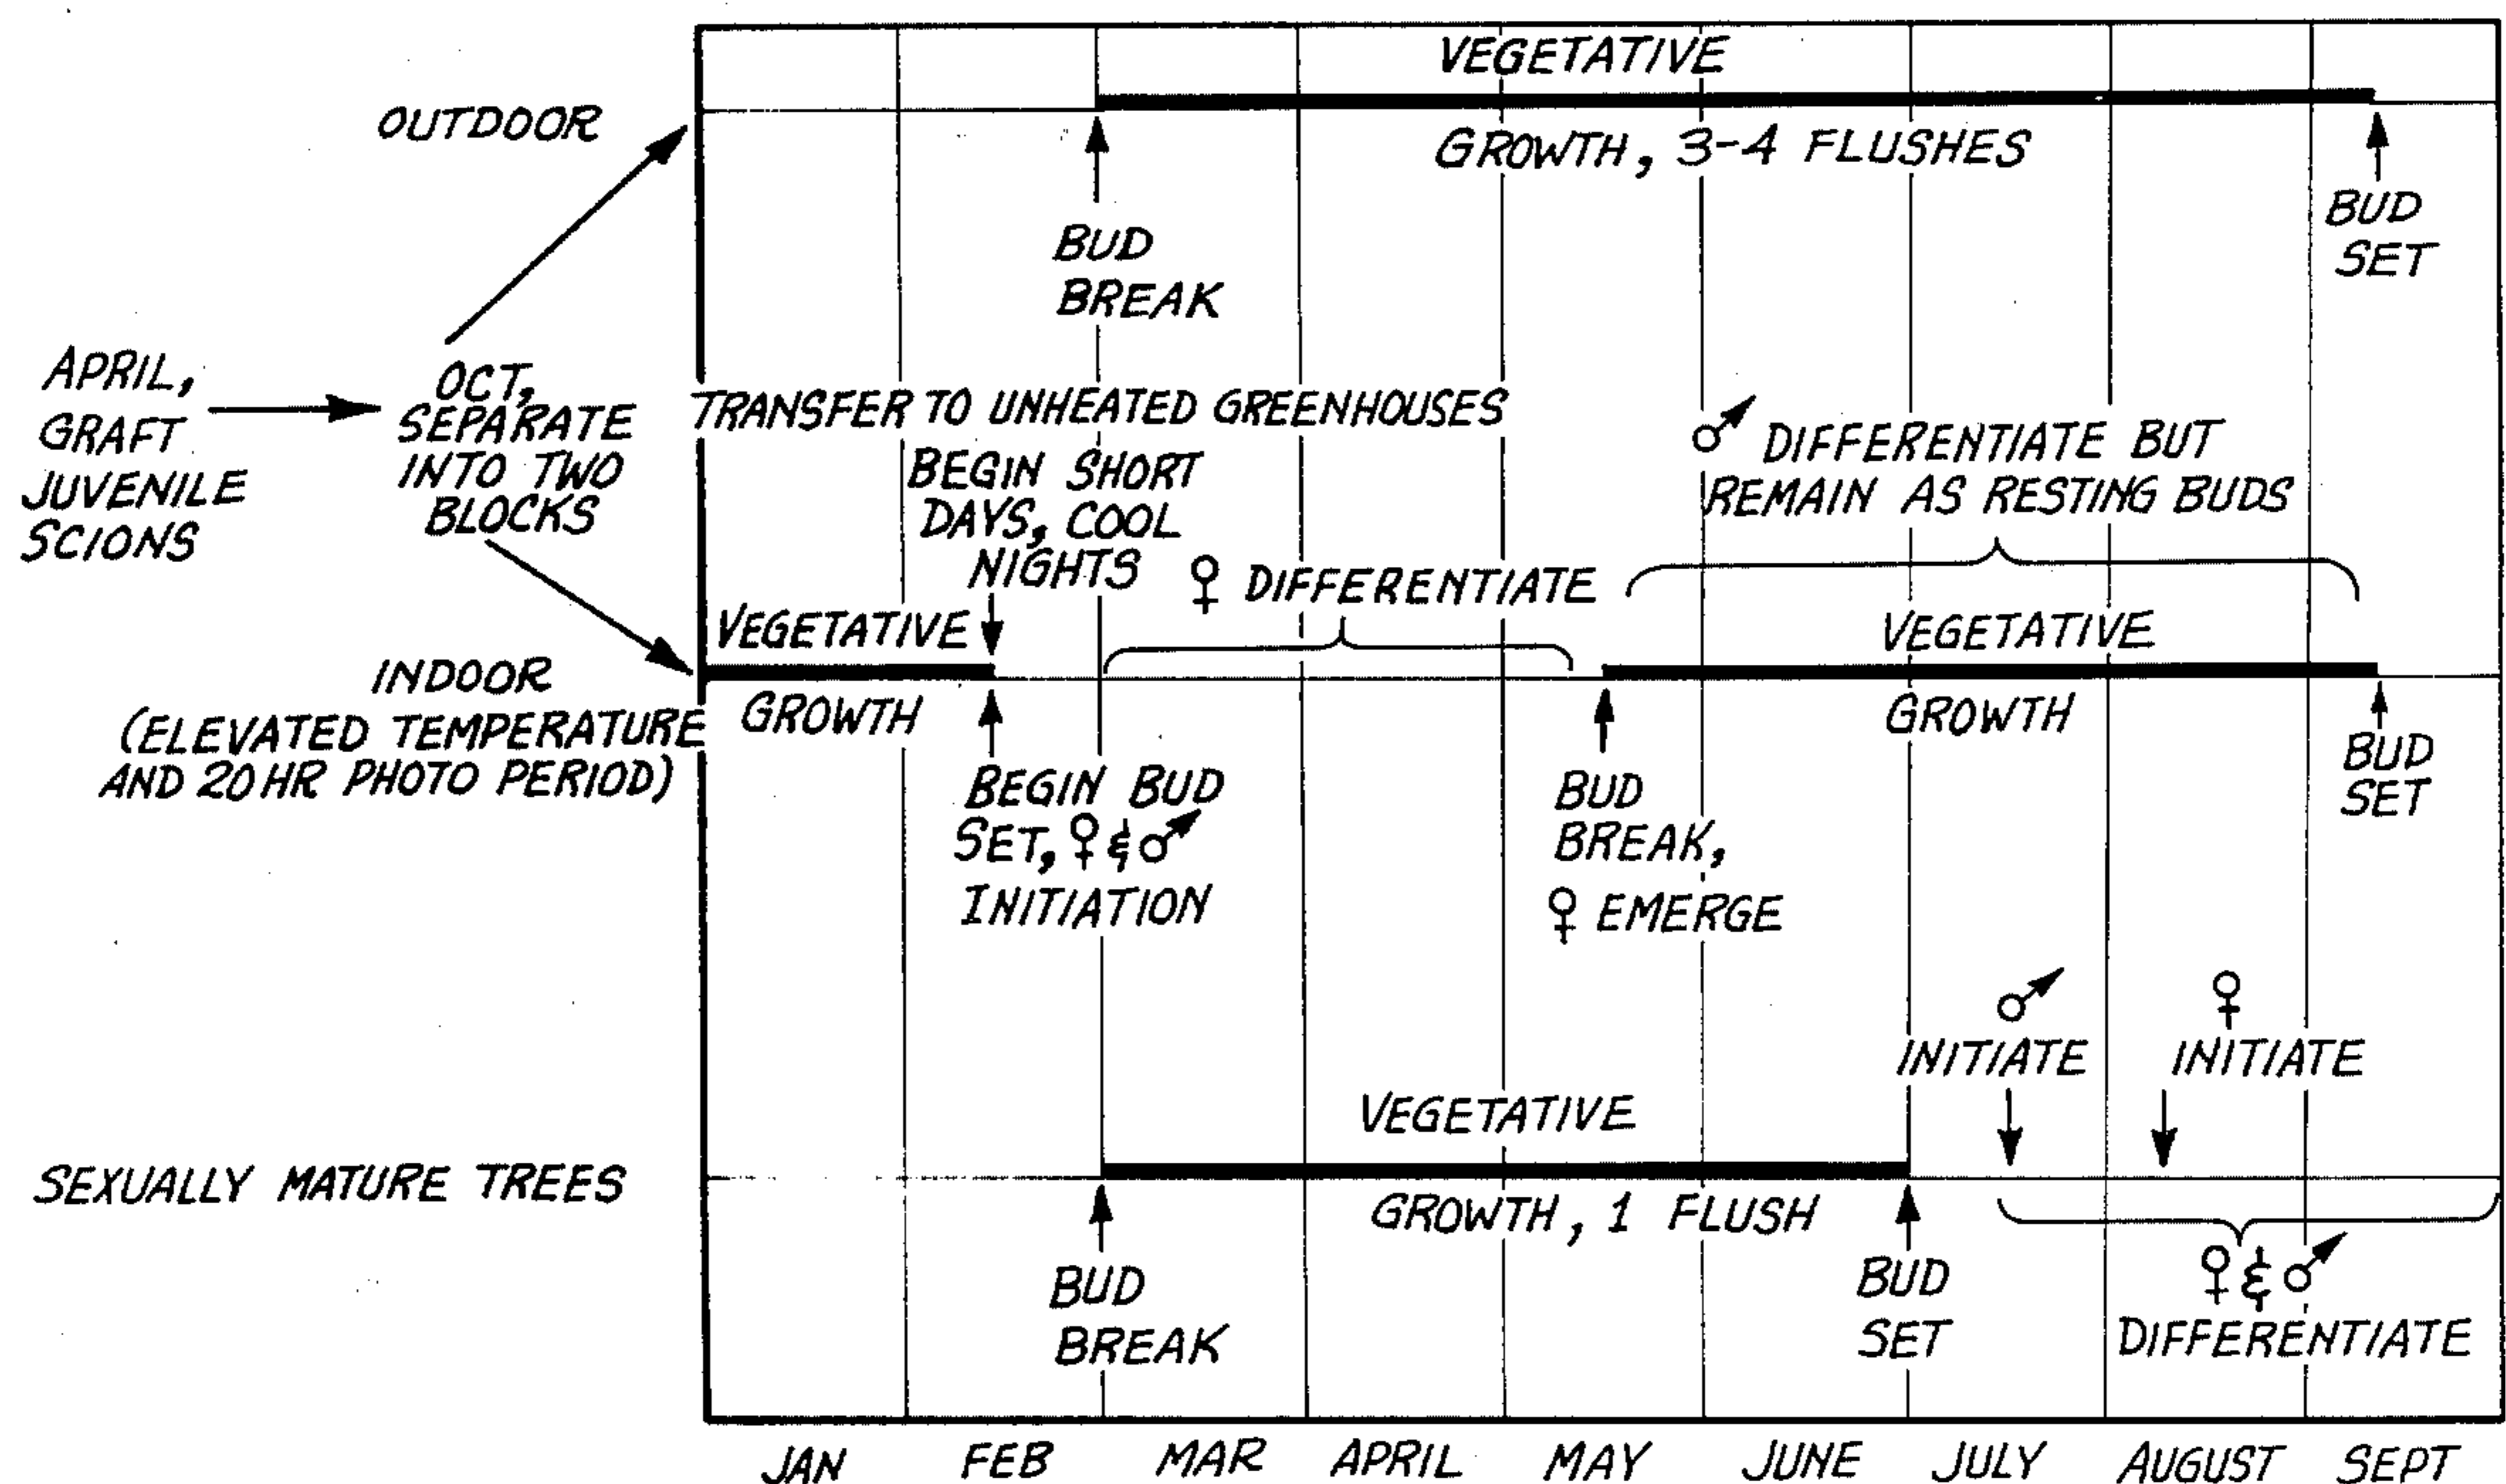 VEGETATIVE
OUTDOOR
GROWTH, 3-4 FLUSHES
BUD
SET
BUD
BREAK
APRIL,
GRAFT
JUVENILE
SCIONS
OCT,
SEPARATE
INTO TWO
BLOCKS
TRANSFER TO UNHEATED GREENHOUSES
BEGIN SHORT
DAYS, COOL
NIGHTS
♂ DIFFERENTIATE BUT
REMAIN AS RESTING BUDS
♀ DIFFERENTIATE
VEGETATIVE
VEGETATIVE
INDOOR
(ELEVATED TEMPERATURE
AND 20HR PHOTO PERIOD)
GROWTH
GROWTH
BEGIN BUD
SET, ♀ & ♂
INITIATION
BUD
BREAK,
♀ EMERGE
BUD
SET
♂
INITIATE
♀
INITIATE
VEGETATIVE
SEXUALLY MATURE TREES
GROWTH, 1 FLUSH
BUD
BREAK
BUD
SET
♀ & ♂
DIFFERENTIATE
JAN FEB MAR APRIL MAY JUNE JULY AUGUST SEPT